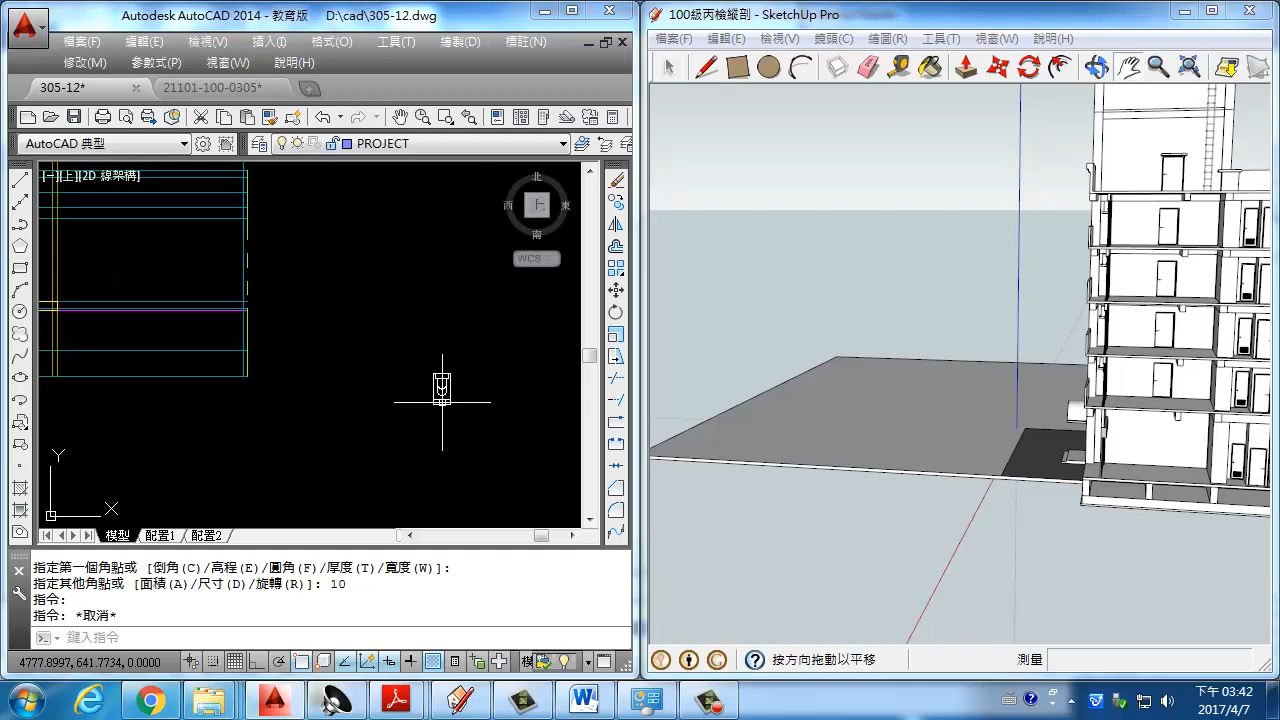 Autodesk AutoCAD 2014 - 教育版 D:\cad\305-12.dwg
檔案(F) 編輯(E) 檢視(V) 插入(I) 格式(O) 工具(T) 繪製(D) 標註(N)
修改(M) 參數式(P) 視窗(W) 說明(H)
305-12* 21101-100-0305*
AutoCAD 典型 PROJECT
[−][上][2D 線架構]
北
西 上 東
南
WCS
Y
X
模型 配置1 配置2
指定第一個角點或 [倒角(C)/高程(E)/圓角(F)/厚度(T)/寬度(W)]:
指定其他角點或 [面積(A)/尺寸(D)/旋轉(R)]: 10
指令:
指令: *取消*
鍵入指令
4777.8997, 641.7734, 0.0000 模
100級丙檢縱剖 - SketchUp Pro
檔案(F) 編輯(E) 檢視(V) 鏡頭(C) 繪圖(R) 工具(T) 視窗(W) 說明(H)
按方向拖動以平移 測量
下午 03:42
2017/4/7